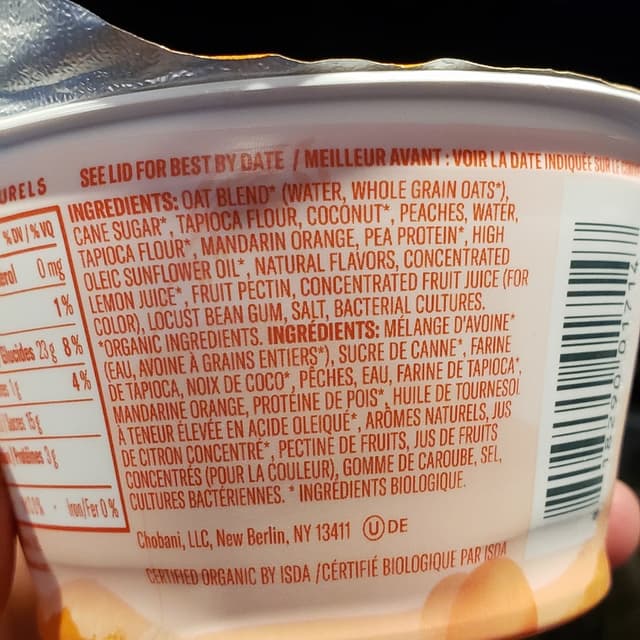 URELS
SEE LID FOR BEST BY DATE / MEILLEUR AVANT : VOIR LA DATE INDIQUÉE SUR
%DV / %VQ
0 mg
1%
Glucides 23 g 8%
4%
1 g
15 g
3 g
Iron/Fer 0%
INGREDIENTS: OAT BLEND* (WATER, WHOLE GRAIN OATS*),
CANE SUGAR*, TAPIOCA FLOUR, COCONUT*, PEACHES, WATER,
TAPIOCA FLOUR*, MANDARIN ORANGE, PEA PROTEIN*, HIGH
OLEIC SUNFLOWER OIL*, NATURAL FLAVORS, CONCENTRATED
LEMON JUICE*, FRUIT PECTIN, CONCENTRATED FRUIT JUICE (FOR
COLOR), LOCUST BEAN GUM, SALT, BACTERIAL CULTURES.
*ORGANIC INGREDIENTS. INGRÉDIENTS: MÉLANGE D'AVOINE*
(EAU, AVOINE À GRAINS ENTIERS*), SUCRE DE CANNE*, FARINE
DE TAPIOCA, NOIX DE COCO*, PÊCHES, EAU, FARINE DE TAPIOCA*,
MANDARINE ORANGE, PROTÉINE DE POIS*, HUILE DE TOURNESOL
À TENEUR ÉLEVÉE EN ACIDE OLEIQUE*, ARÔMES NATURELS, JUS
DE CITRON CONCENTRÉ*, PECTINE DE FRUITS, JUS DE FRUITS
CONCENTRÉS (POUR LA COULEUR), GOMME DE CAROUBE, SEL,
CULTURES BACTÉRIENNES. * INGRÉDIENTS BIOLOGIQUE.
Chobani, LLC, New Berlin, NY 13411 U DE
CERTIFIED ORGANIC BY ISDA / CÉRTIFIÉ BIOLOGIQUE PAR ISDA